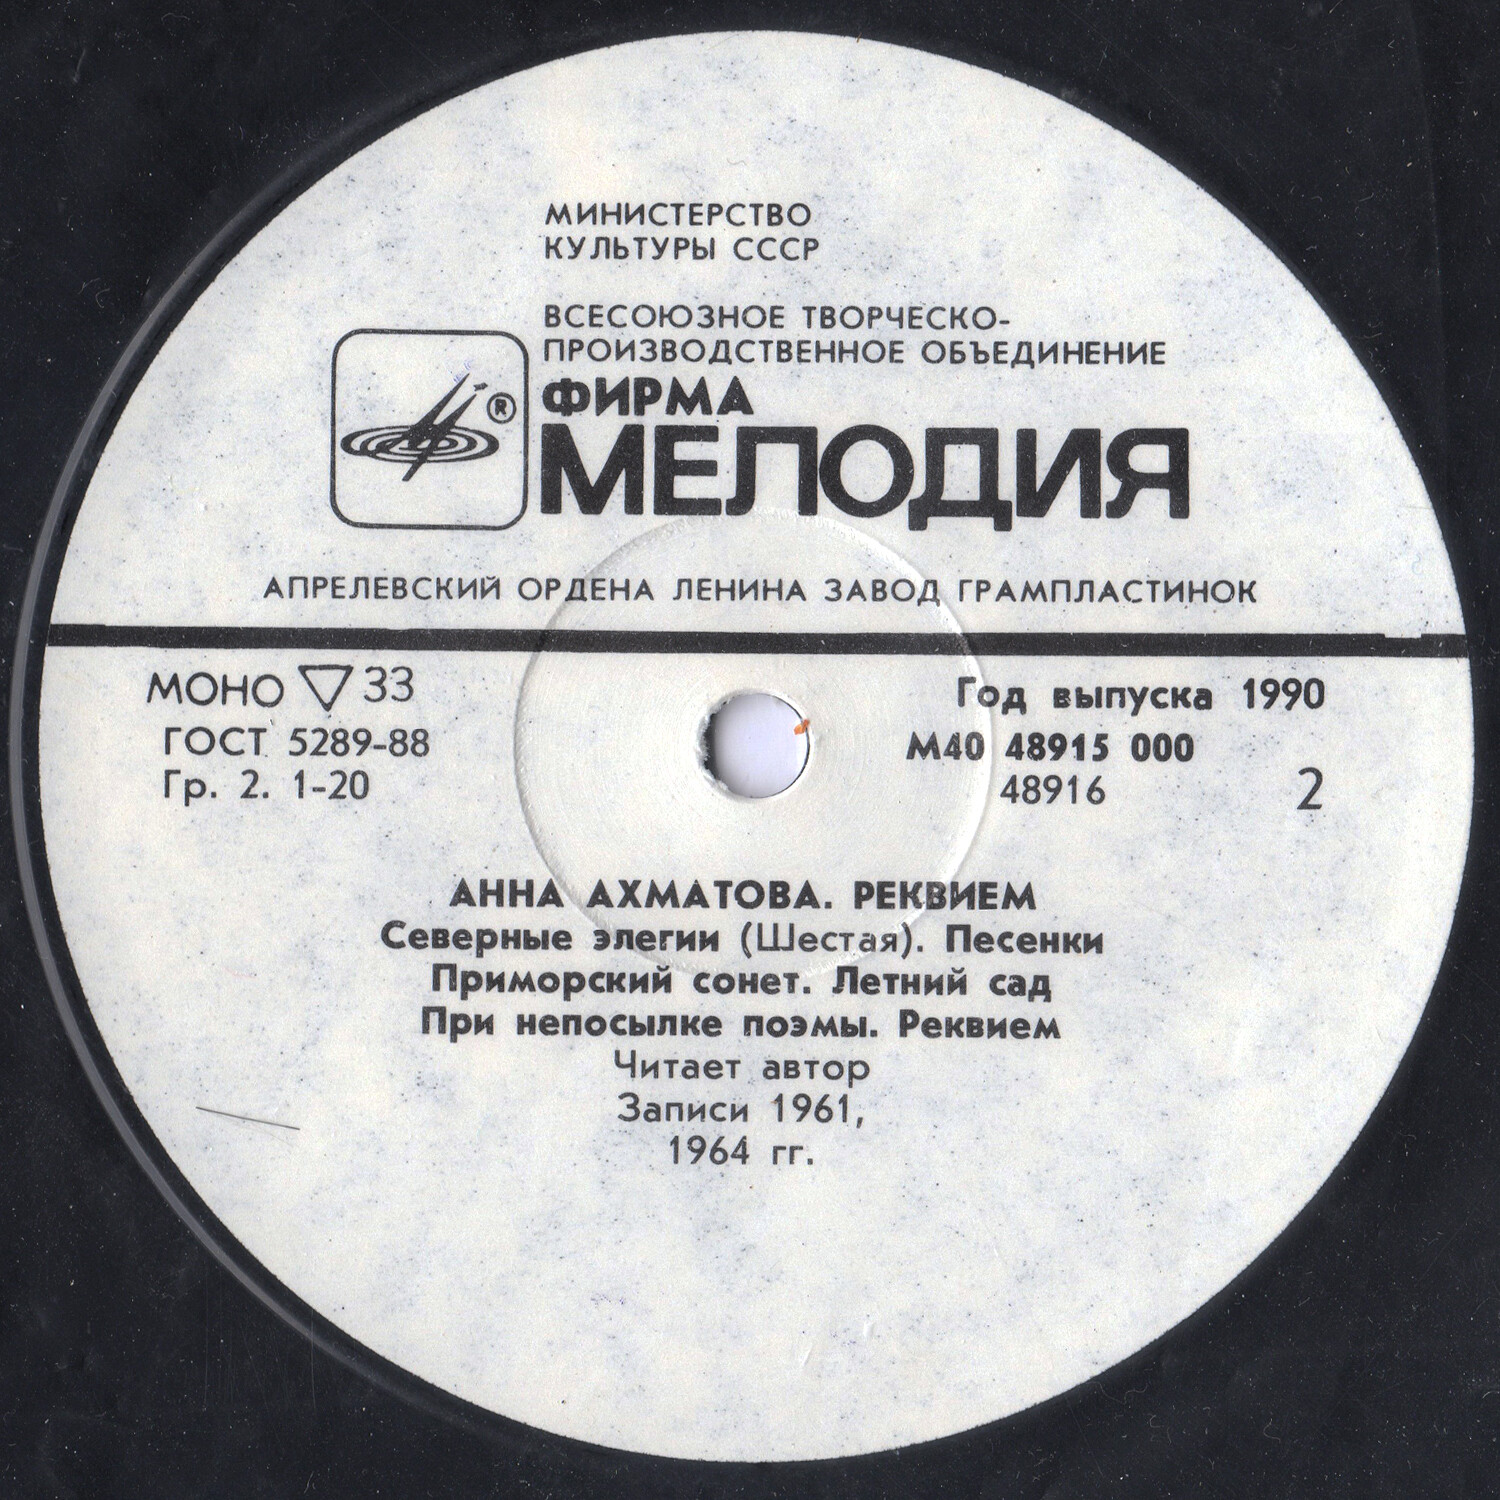 МИНИСТЕРСТВО
КУЛЬТУРЫ СССР
ВСЕСОЮЗНОЕ ТВОРЧЕСКО-
ПРОИЗВОДСТВЕННОЕ ОБЪЕДИНЕНИЕ
ФИРМА
®
МЕЛОДИЯ
АПРЕЛЕВСКИЙ ОРДЕНА ЛЕНИНА ЗАВОД ГРАМПЛАСТИНОК
МОНО ▽ 33
ГОСТ 5289-88
Гр. 2. 1-20
Год выпуска 1990
М40 48915 000
48916
2
АННА АХМАТОВА. РЕКВИЕМ
Северные элегии (Шестая). Песенки
Приморский сонет. Летний сад
При непосылке поэмы. Реквием
Читает автор
Записи 1961,
1964 гг.